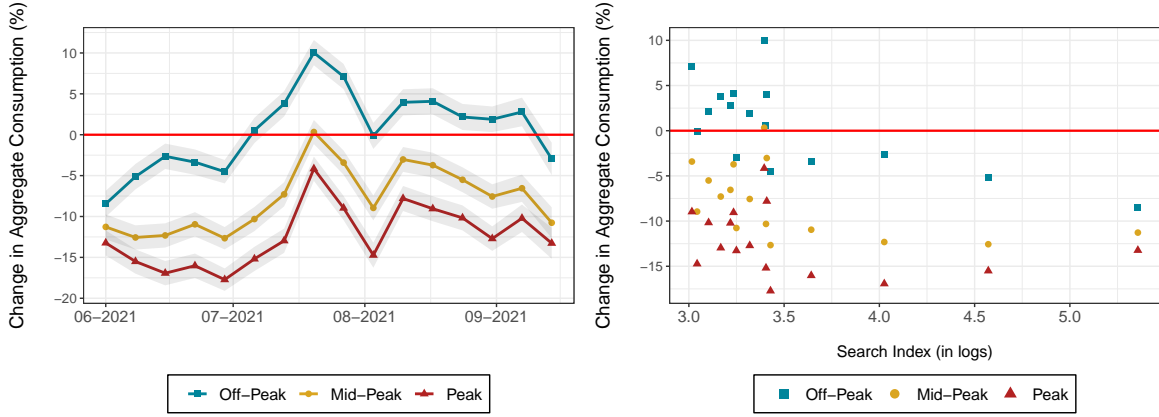 Change in Aggregate Consumption (%)
10
5
0
−5
−10
−15
−20
06−2021
07−2021
08−2021
09−2021
Off−Peak
Mid−Peak
Peak
Change in Aggregate Consumption (%)
10
5
0
−5
−10
−15
3.0
3.5
4.0
4.5
5.0
Search Index (in logs)
Off−Peak
Mid−Peak
Peak